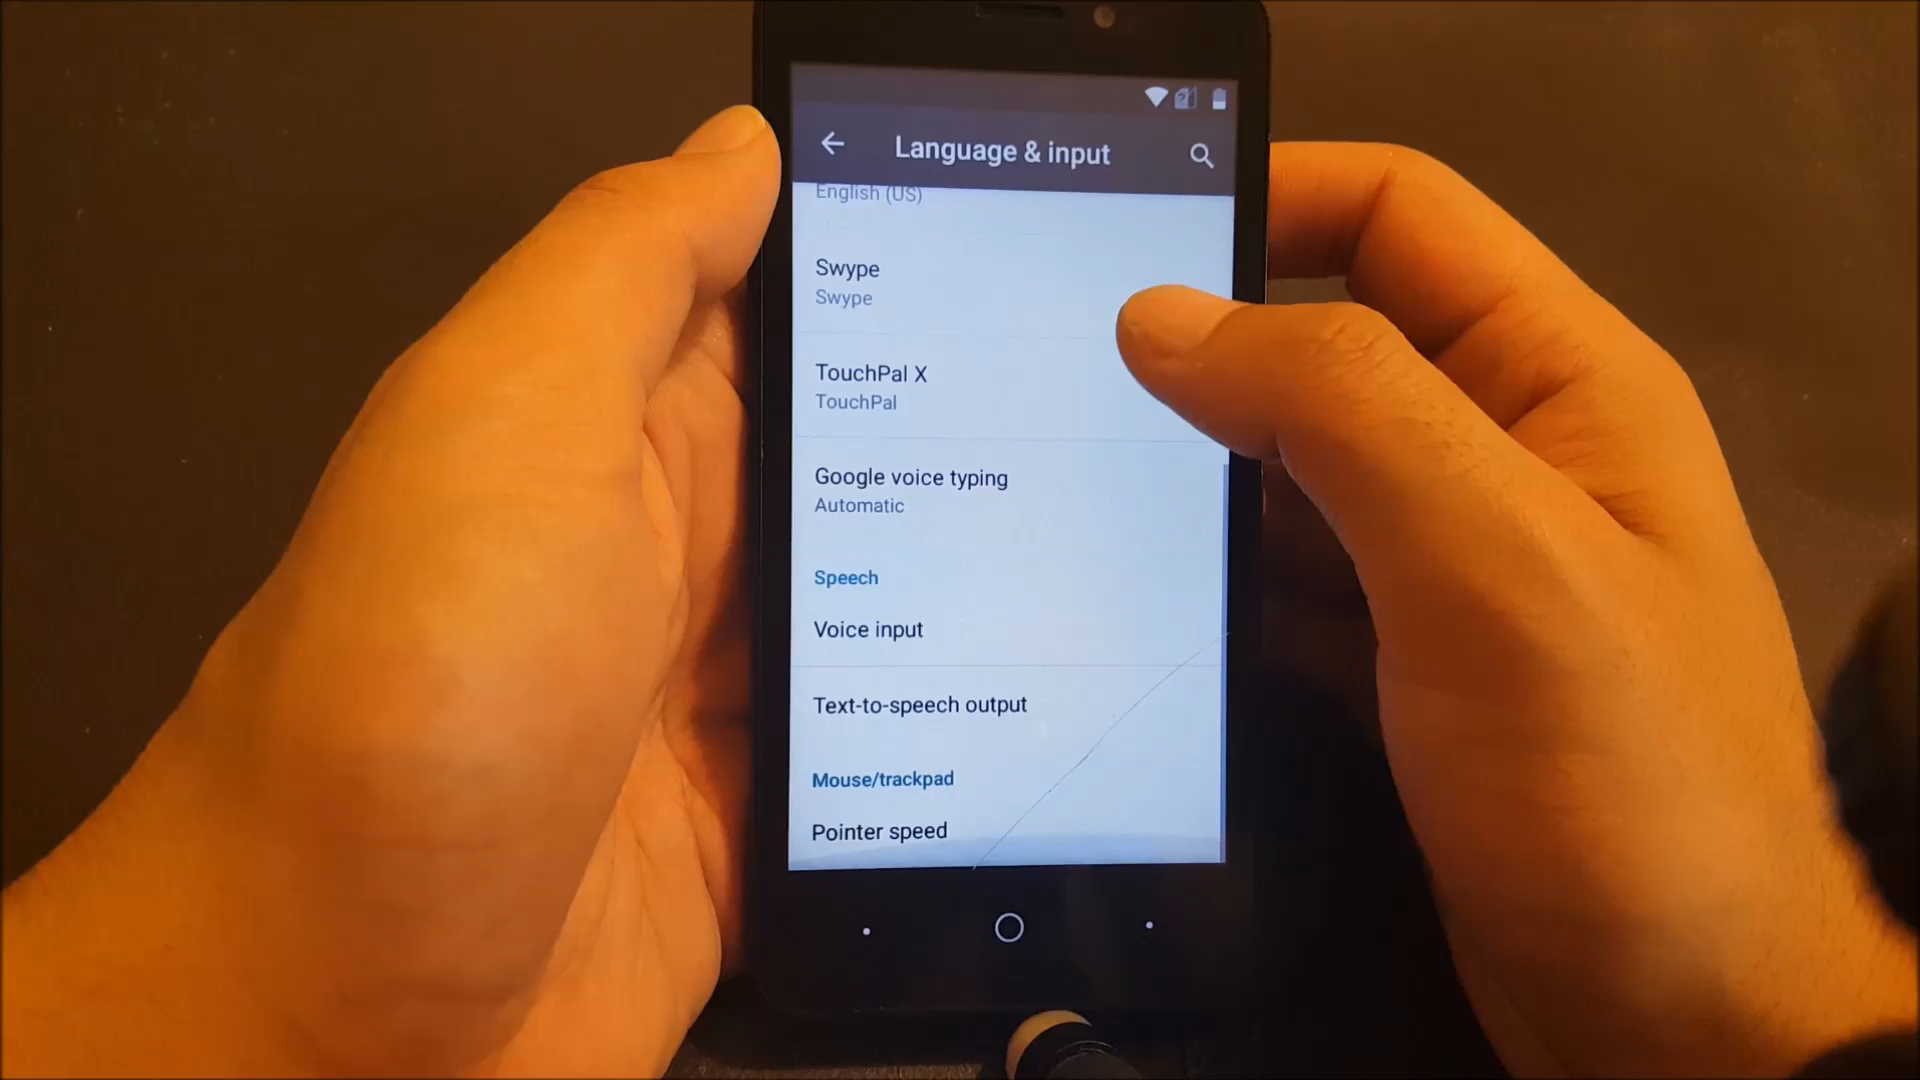 Language & input
English (US)
Swype
Swype
TouchPal X
TouchPal
Google voice typing
Automatic
Speech
Voice input
Text-to-speech output
Mouse/trackpad
Pointer speed